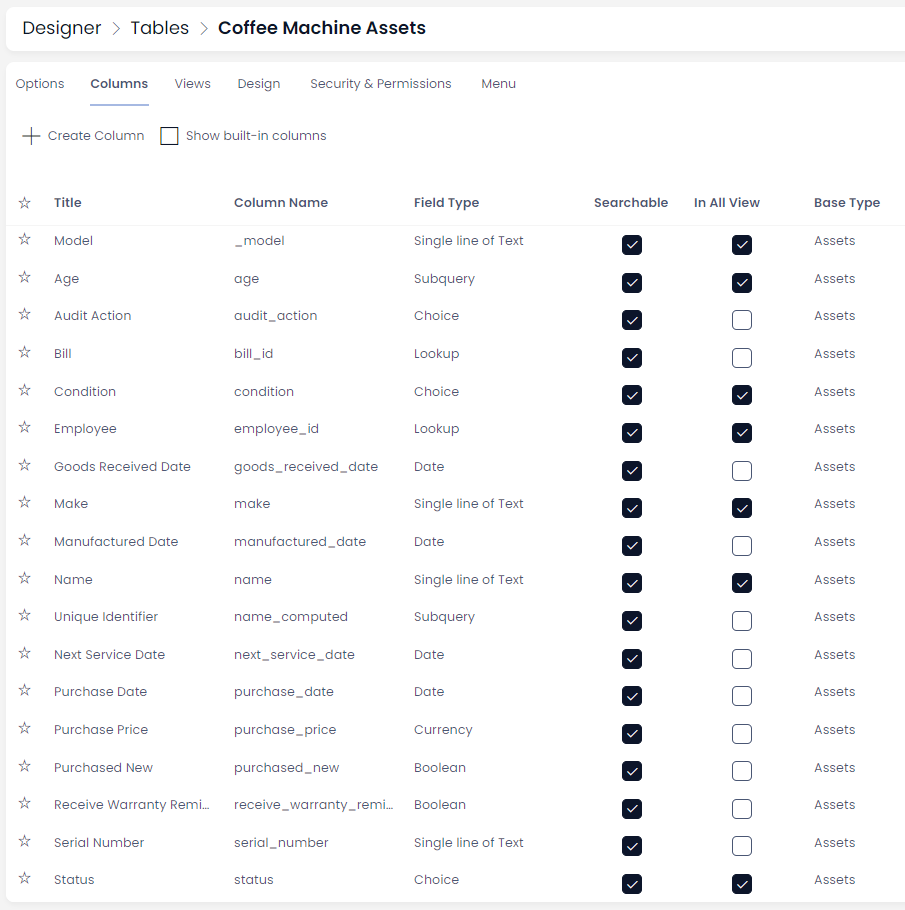 Designer > Tables > Coffee Machine Assets
Options Columns Views Design Security & Permissions Menu
Create Column Show built-in columns
Title Column Name Field Type Searchable In All View Base Type
Model _model Single line of Text Assets
Age age Subquery Assets
Audit Action audit_action Choice Assets
Bill bill_id Lookup Assets
Condition condition Choice Assets
Employee employee_id Lookup Assets
Goods Received Date goods_received_date Date Assets
Make make Single line of Text Assets
Manufactured Date manufactured_date Date Assets
Name name Single line of Text Assets
Unique Identifier name_computed Subquery Assets
Next Service Date next_service_date Date Assets
Purchase Date purchase_date Date Assets
Purchase Price purchase_price Currency Assets
Purchased New purchased_new Boolean Assets
Receive Warranty Remi... receive_warranty_remi... Boolean Assets
Serial Number serial_number Single line of Text Assets
Status status Choice Assets